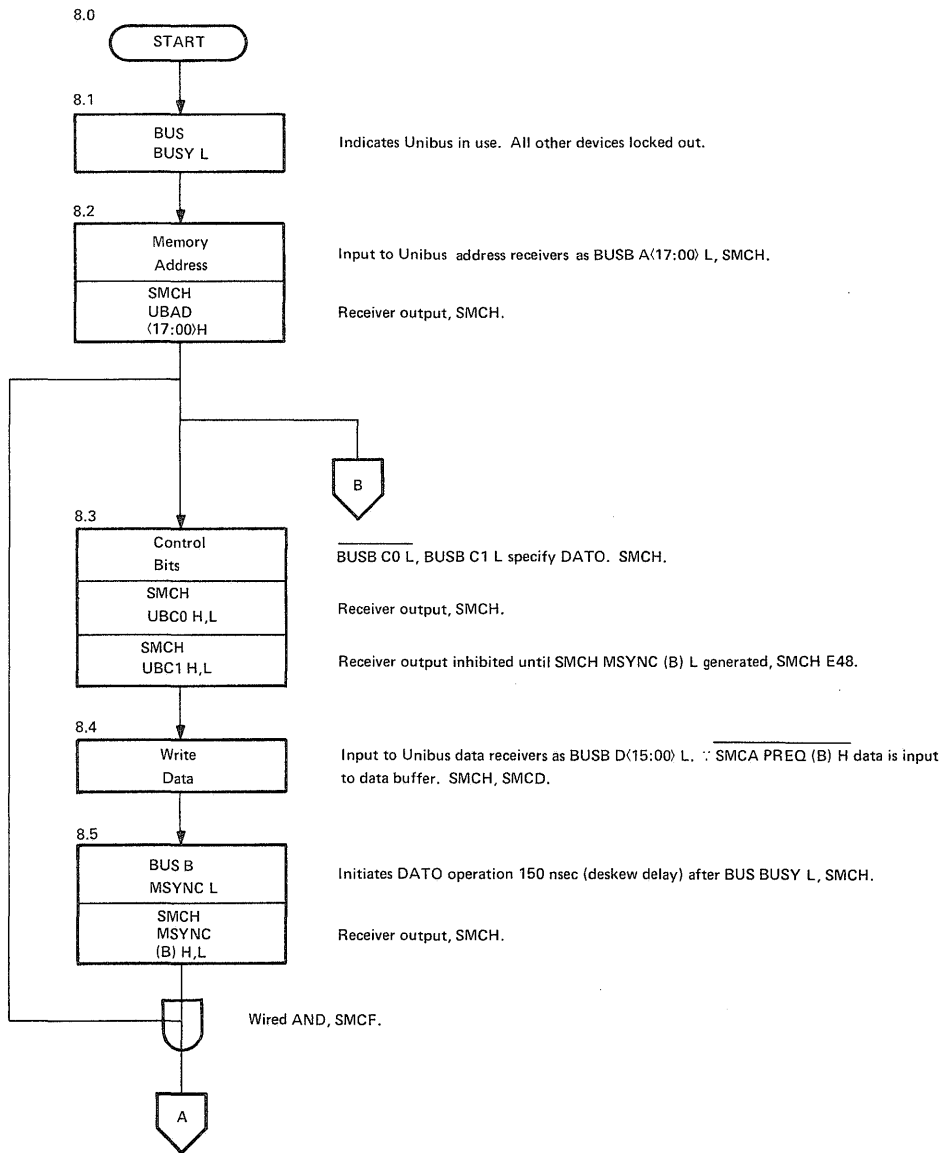 8.0
START
8.1
BUS
BUSY L
Indicates Unibus in use. All other devices locked out.
8.2
Memory
Address
Input to Unibus address receivers as BUSB A⟨17:00⟩ L, SMCH.
SMCH
UBAD
⟨17:00⟩H
Receiver output, SMCH.
B
8.3
Control
Bits
BUSB C0 L, BUSB C1 L specify DATO. SMCH.
SMCH
UBC0 H,L
Receiver output, SMCH.
SMCH
UBC1 H,L
Receiver output inhibited until SMCH MSYNC (B) L generated, SMCH E48.
8.4
Write
Data
Input to Unibus data receivers as BUSB D⟨15:00⟩ L. ∵ SMCA PREQ (B) H data is input
to data buffer. SMCH, SMCD.
8.5
BUS B
MSYNC L
Initiates DATO operation 150 nsec (deskew delay) after BUS BUSY L, SMCH.
SMCH
MSYNC
(B) H,L
Receiver output, SMCH.
Wired AND, SMCF.
A